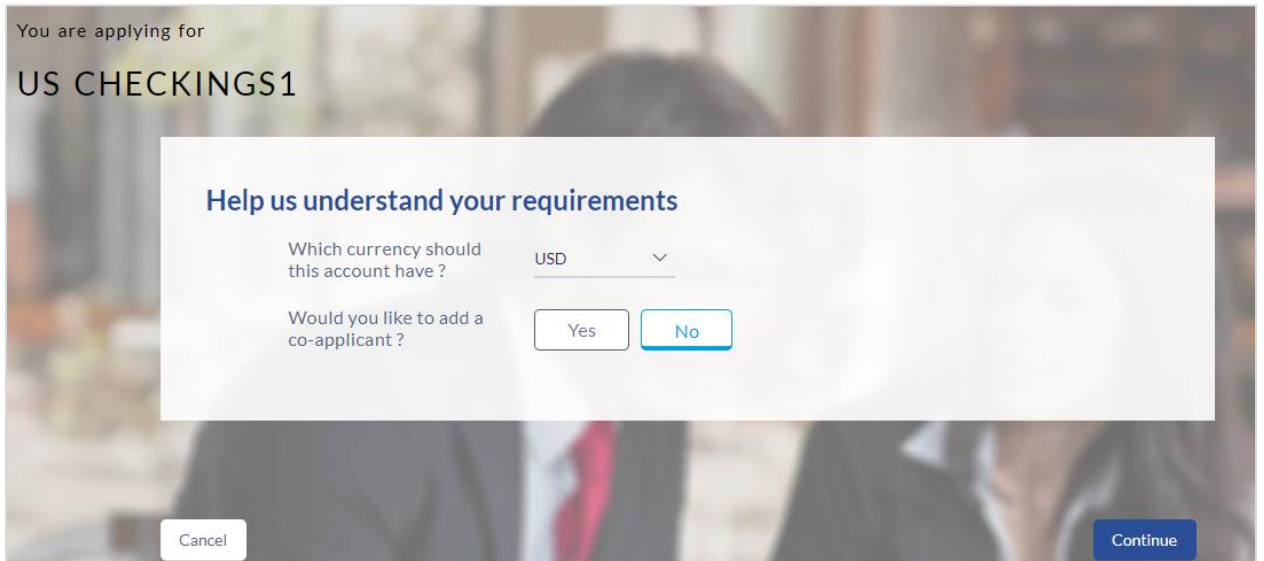 You are applying for
US CHECKINGS1
Help us understand your requirements
Which currency should
this account have ?
USD
Would you like to add a
co-applicant ?
Yes
No
Cancel
Continue